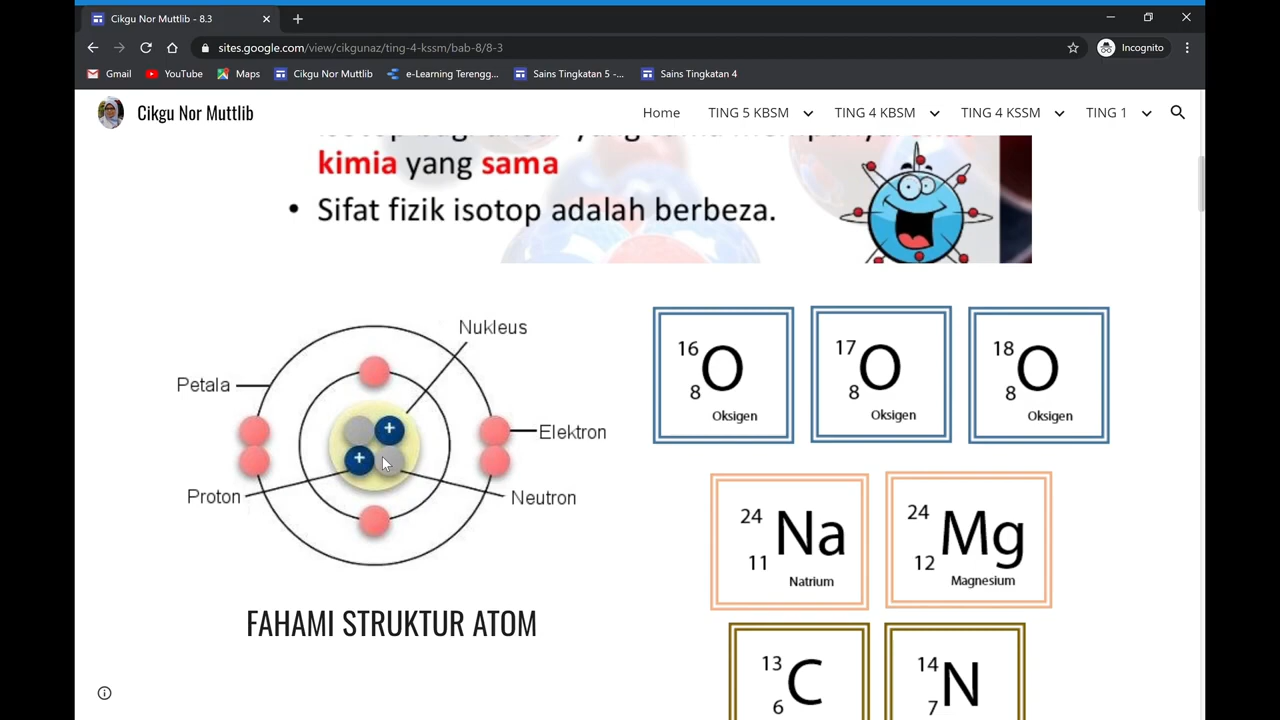 Cikgu Nor Muttlib - 8.3
sites.google.com/view/cikgunaz/ting-4-kssm/bab-8/8-3
Incognito
Gmail YouTube Maps Cikgu Nor Muttlib e-Learning Terengg... Sains Tingkatan 5 -... Sains Tingkatan 4
Cikgu Nor Muttlib
Home TING 5 KBSM TING 4 KBSM TING 4 KSSM TING 1
kimia yang sama
• Sifat fizik isotop adalah berbeza.
Nukleus
Petala
Elektron
+
+
Proton
Neutron
FAHAMI STRUKTUR ATOM
16
O
8
Oksigen
17
O
8
Oksigen
18
O
8
Oksigen
24
Na
11
Natrium
24
Mg
12
Magnesium
13
C
6
14
N
7